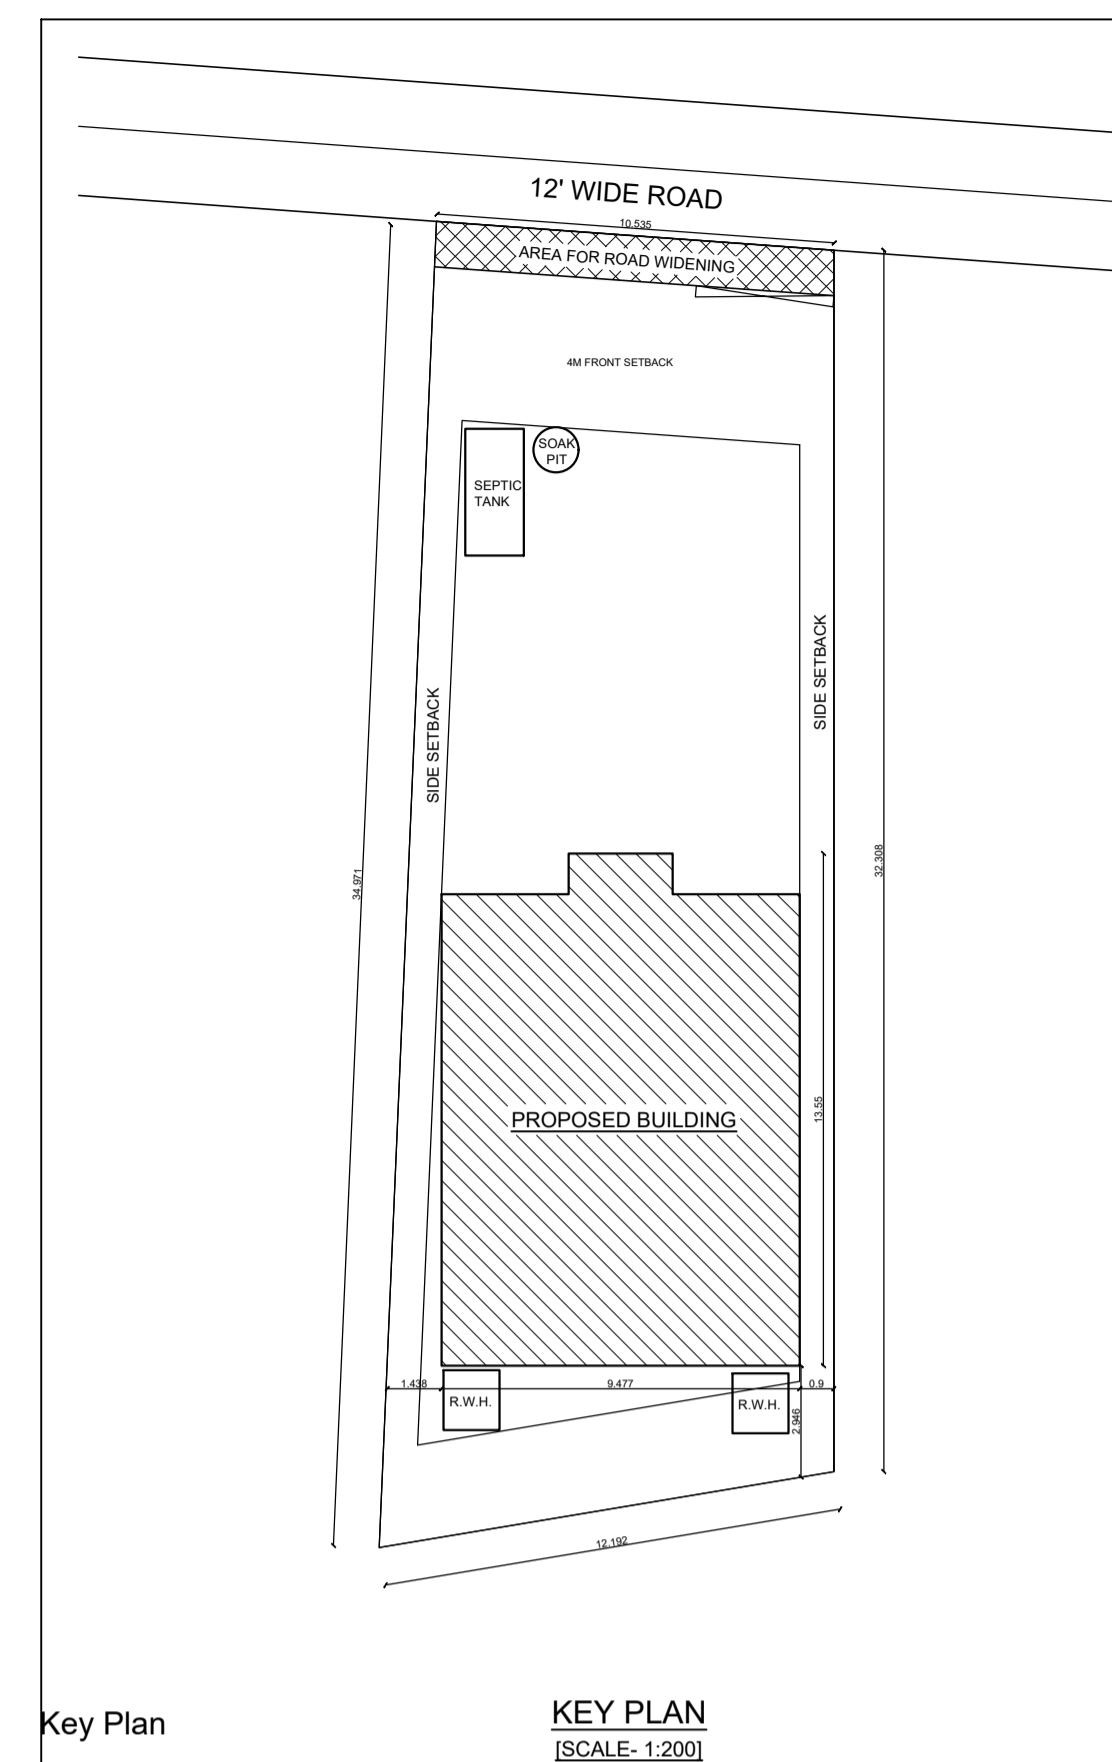 12' WIDE ROAD
10.535
AREA FOR ROAD WIDENING
4M FRONT SETBACK
SOAK
PIT
SEPTIC
TANK
SIDE SETBACK
SIDE SETBACK
34.971
32.308
13.55
PROPOSED BUILDING
1.438
9.477
0.9
R.W.H.
R.W.H.
2.946
12.192
Key Plan
KEY PLAN
[SCALE- 1:200]